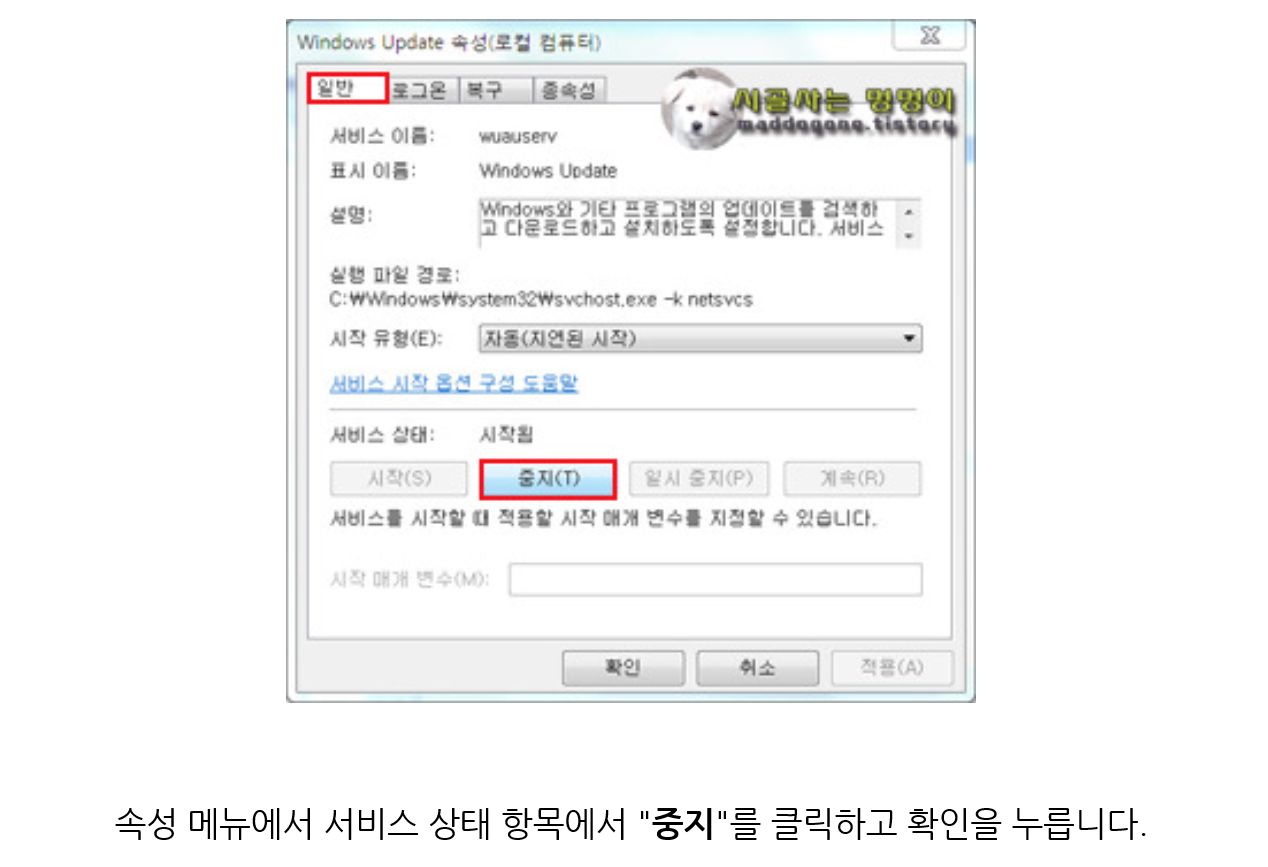 Windows Update 속성(로컬 컴퓨터)
일반 로그온 복구 종속성
시골사는 멍멍이
maddogong.tistory
서비스 이름: wuauserv
표시 이름: Windows Update
설명: Windows와 기타 프로그램의 업데이트를 검색하
고 다운로드하고 설치하도록 설정합니다. 서비스
실행 파일 경로:
C:₩Windows₩system32₩svchost.exe -k netsvcs
시작 유형(E): 자동(지연된 시작)
서비스 시작 옵션 구성 도움말
서비스 상태: 시작됨
시작(S) 중지(T) 일시 중지(P) 계속(R)
서비스를 시작할 때 적용할 시작 매개 변수를 지정할 수 있습니다.
시작 매개 변수(M):
확인 취소 적용(A)
속성 메뉴에서 서비스 상태 항목에서 "중지"를 클릭하고 확인을 누릅니다.